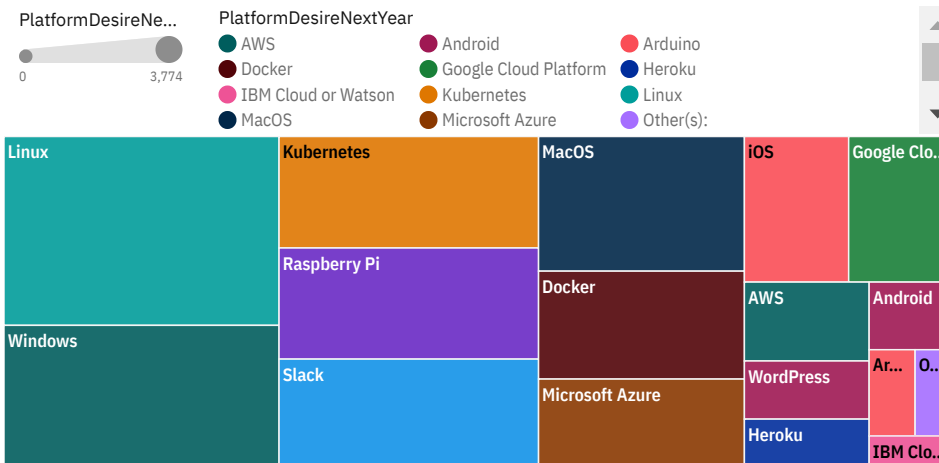 PlatformDesireNe...
0
3,774
PlatformDesireNextYear
AWS
Android
Arduino
Docker
Google Cloud Platform
Heroku
IBM Cloud or Watson
Kubernetes
Linux
MacOS
Microsoft Azure
Other(s):
Linux
Kubernetes
MacOS
iOS
Google Clo...
Raspberry Pi
Docker
AWS
Android
Windows
Slack
Microsoft Azure
WordPress
Ar...
O...
Heroku
IBM Clo...